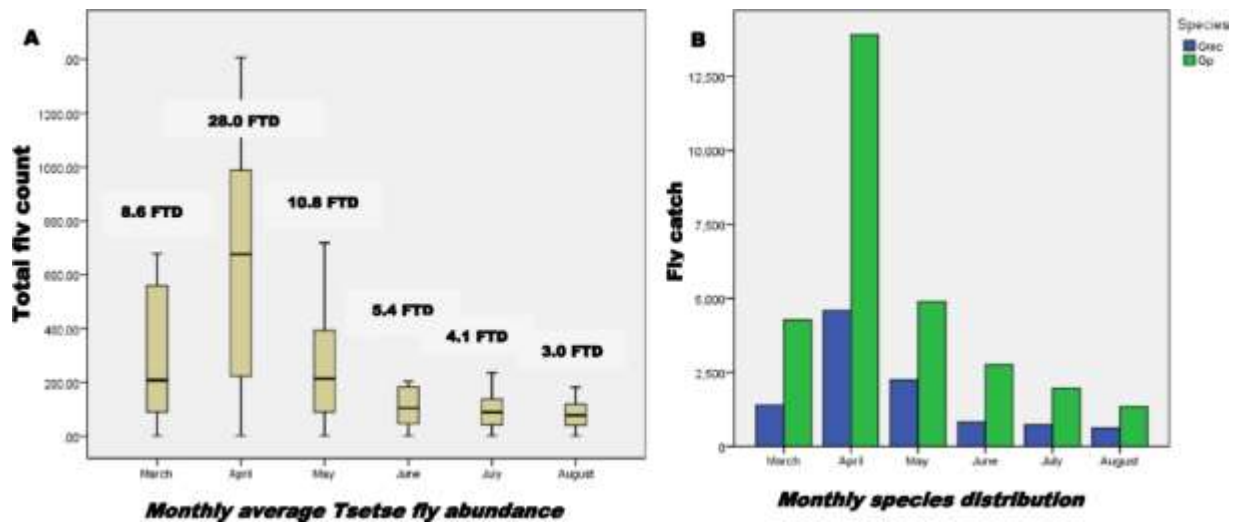 A
Total fly count
1200.00
1000.00
800.00
600.00
400.00
200.00
.00
8.6 FTD
28.0 FTD
10.8 FTD
5.4 FTD
4.1 FTD
3.0 FTD
March April May June July August
Monthly average Tsetse fly abundance
B
Fly catch
12,500
10,000
7,500
5,000
2,500
0
March April May June July August
Monthly species distribution
Species
Gmc
Gp